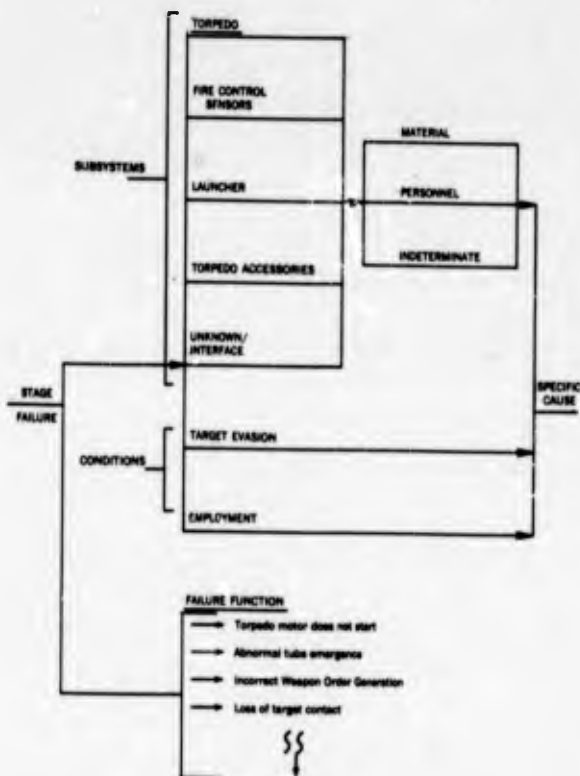 TORPEDO
FIRE CONTROL
SENSORS
MATERIAL
SUBSYSTEMS
LAUNCHER
PERSONNEL
INDETERMINATE
TORPEDO ACCESSORIES
UNKNOWN/
INTERFACE
STAGE
FAILURE
SPECIFIC
CAUSE
TARGET EVASION
CONDITIONS
EMPLOYMENT
FAILURE FUNCTION
Torpedo motor does not start
Abnormal tube emergence
Incorrect Weapon Order Generation
Loss of target contact